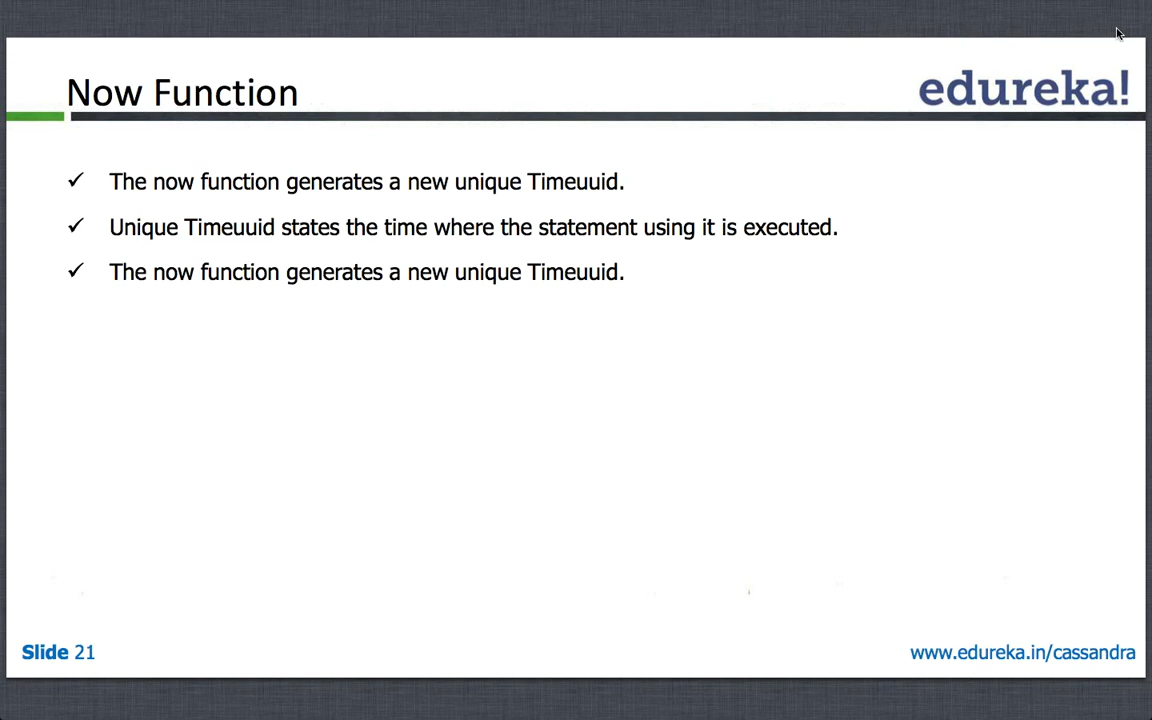 Now Function
edureka!
✓ The now function generates a new unique Timeuuid.
✓ Unique Timeuuid states the time where the statement using it is executed.
✓ The now function generates a new unique Timeuuid.
Slide 21
www.edureka.in/cassandra